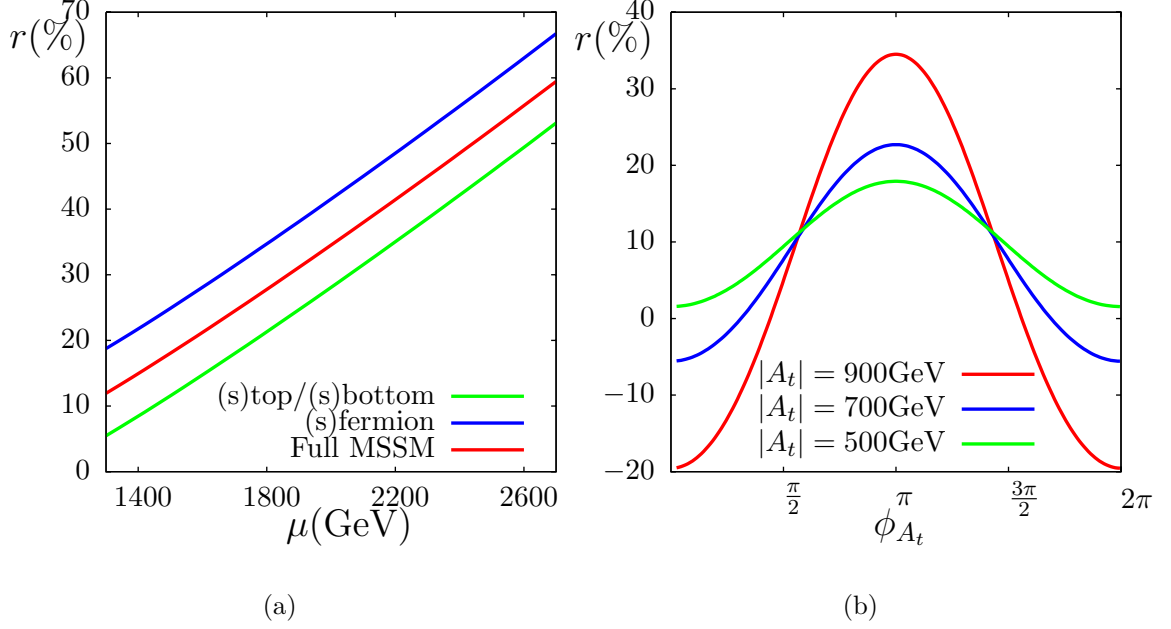 r(%)
70
60
50
40
30
20
10
0
(s)top/(s)bottom
(s)fermion
Full MSSM
1400
1800
2200
2600
μ(GeV)
(a)
r(%)
40
30
20
10
0
−10
−20
|A_t| = 900GeV
|A_t| = 700GeV
|A_t| = 500GeV
π/2
π
3π/2
2π
ϕ_{A_t}
(b)